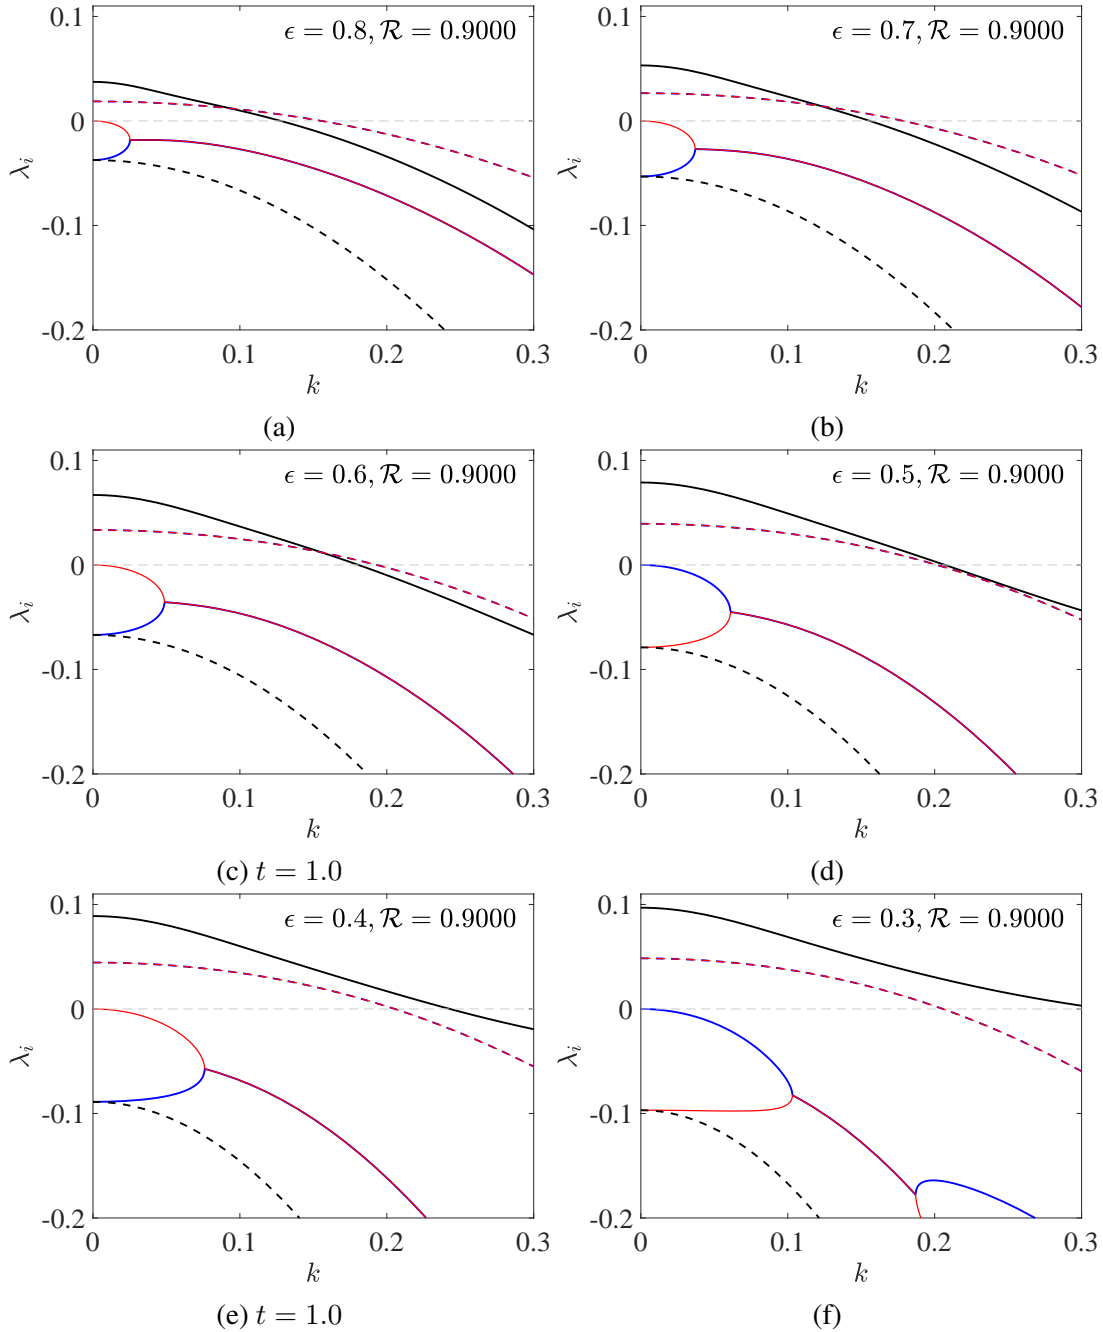 ϵ = 0.8, ℛ = 0.9000
0.1
0
-0.1
-0.2
λᵢ
0 0.1 0.2 0.3
k
(a)
ϵ = 0.7, ℛ = 0.9000
0.1
0
-0.1
-0.2
λᵢ
0 0.1 0.2 0.3
k
(b)
ϵ = 0.6, ℛ = 0.9000
0.1
0
-0.1
-0.2
λᵢ
0 0.1 0.2 0.3
k
(c) t = 1.0
ϵ = 0.5, ℛ = 0.9000
0.1
0
-0.1
-0.2
λᵢ
0 0.1 0.2 0.3
k
(d)
ϵ = 0.4, ℛ = 0.9000
0.1
0
-0.1
-0.2
λᵢ
0 0.1 0.2 0.3
k
(e) t = 1.0
ϵ = 0.3, ℛ = 0.9000
0.1
0
-0.1
-0.2
λᵢ
0 0.1 0.2 0.3
k
(f)